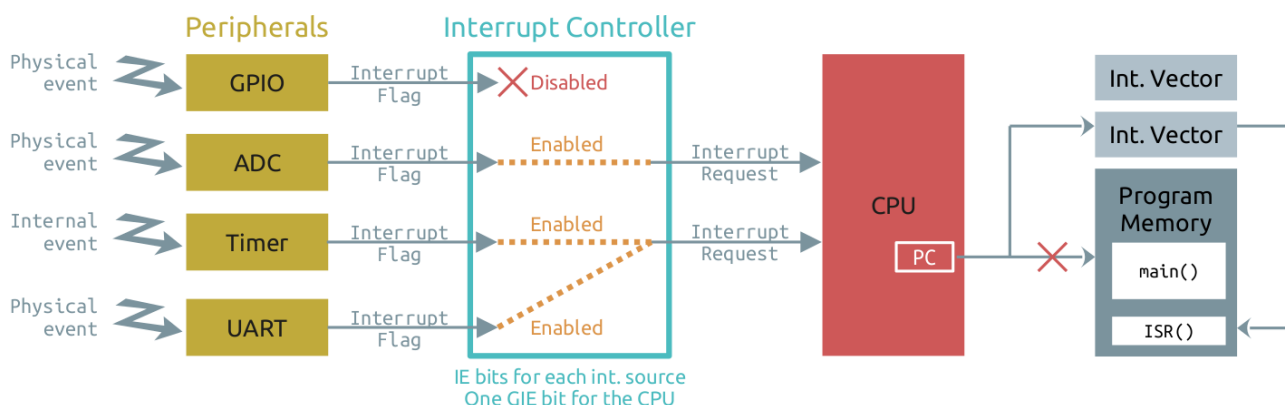 Peripherals
Interrupt Controller
Physical
event
GPIO
Interrupt
Flag
Disabled
Int. Vector
Physical
event
ADC
Interrupt
Flag
Enabled
Interrupt
Request
Int. Vector
CPU
PC
Program
Memory
main()
ISR()
Internal
event
Timer
Interrupt
Flag
Enabled
Interrupt
Request
Physical
event
UART
Interrupt
Flag
Enabled
IE bits for each int. source
One GIE bit for the CPU